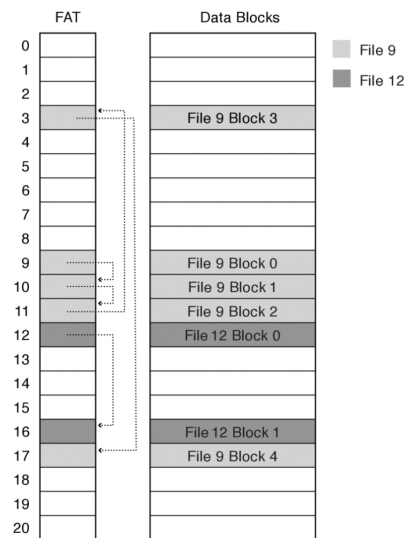 FAT Data Blocks
File 9
File 12
0
1
2
3 File 9 Block 3
4
5
6
7
8
9 File 9 Block 0
10 File 9 Block 1
11 File 9 Block 2
12 File 12 Block 0
13
14
15
16 File 12 Block 1
17 File 9 Block 4
18
19
20